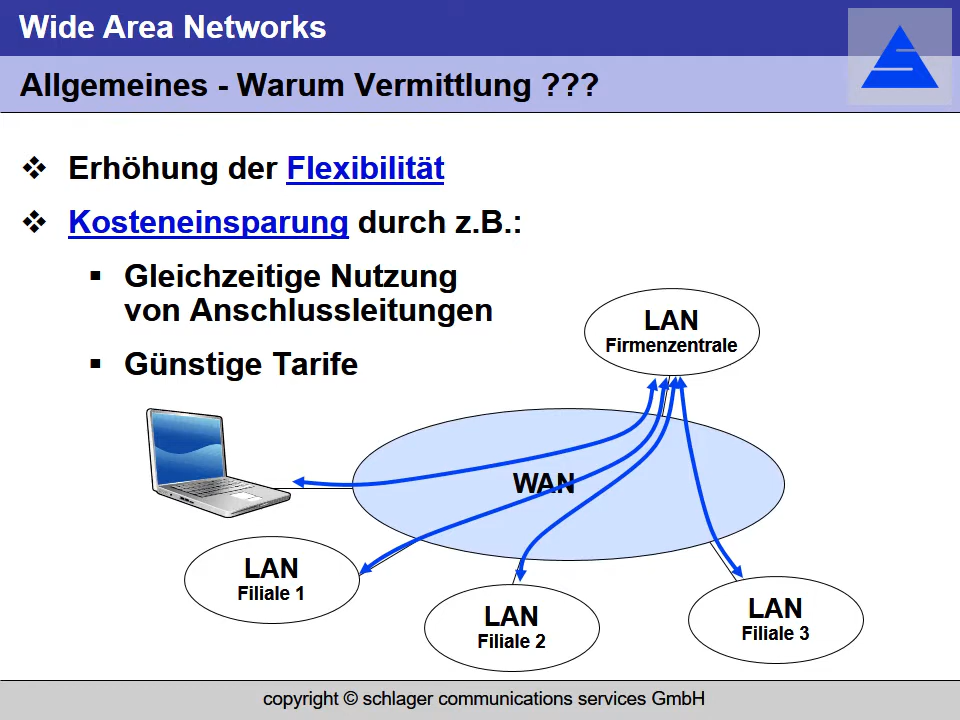 Wide Area Networks
Allgemeines - Warum Vermittlung ???
Erhöhung der Flexibilität
Kosteneinsparung durch z.B.:
Gleichzeitige Nutzung
von Anschlussleitungen
Günstige Tarife
LAN
Firmenzentrale
WAN
LAN
Filiale 1
LAN
Filiale 2
LAN
Filiale 3
copyright © schlager communications services GmbH